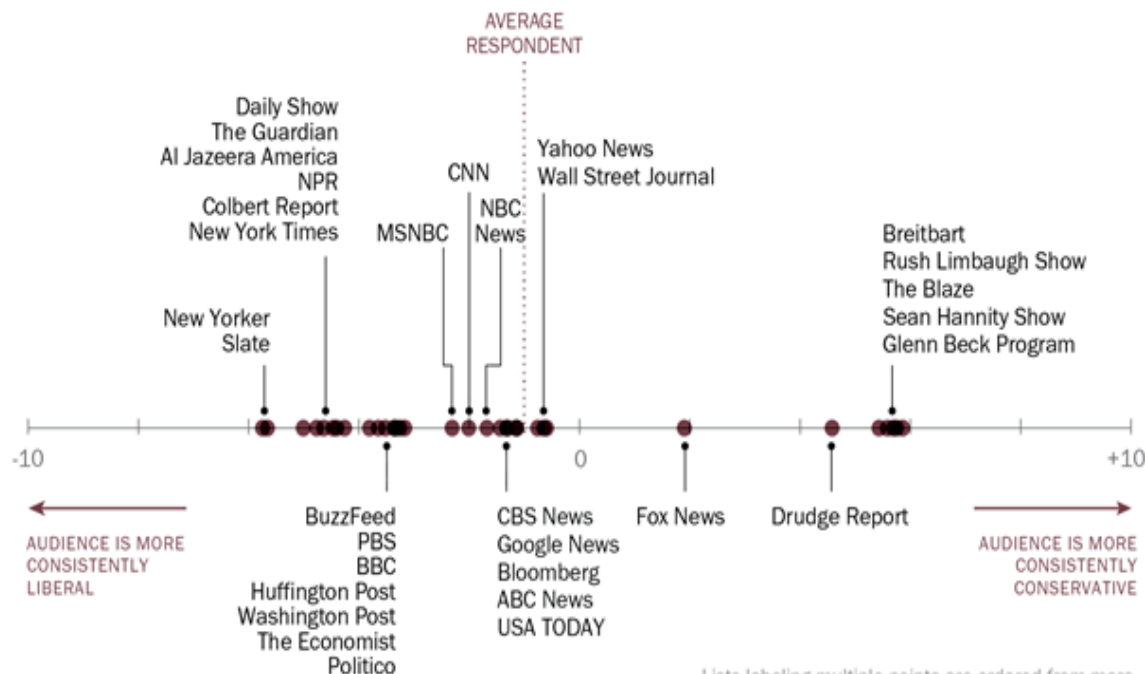 AVERAGE
RESPONDENT
Daily Show
The Guardian
Al Jazeera America
NPR
Colbert Report
New York Times
CNN
Yahoo News
Wall Street Journal
MSNBC
NBC
News
Breitbart
Rush Limbaugh Show
The Blaze
Sean Hannity Show
Glenn Beck Program
New Yorker
Slate
-10
0
+10
AUDIENCE IS MORE
CONSISTENTLY
LIBERAL
BuzzFeed
PBS
BBC
Huffington Post
Washington Post
The Economist
Politico
CBS News
Google News
Bloomberg
ABC News
USA TODAY
Fox News
Drudge Report
AUDIENCE IS MORE
CONSISTENTLY
CONSERVATIVE